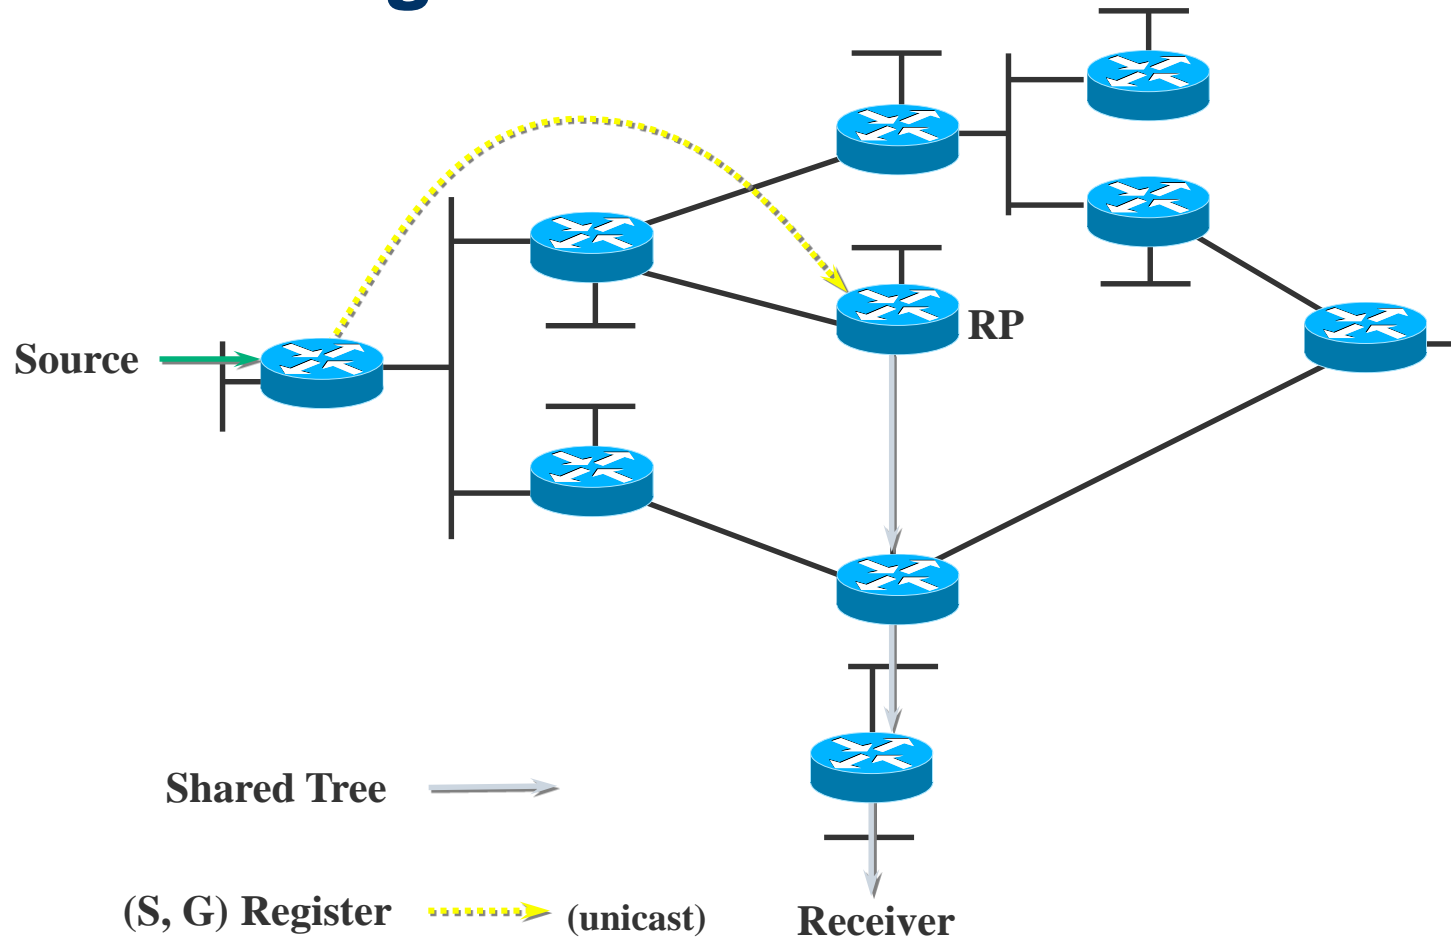 RP
Source
Shared Tree
(S, G) Register
(unicast)
Receiver